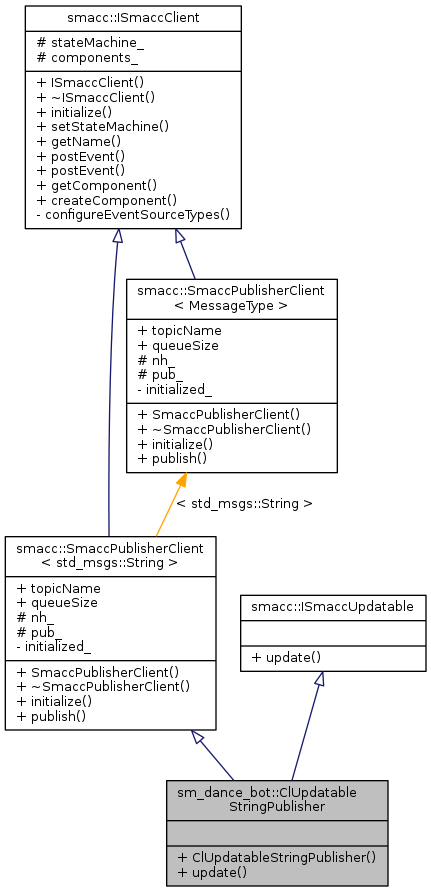 smacc::ISmaccClient
# stateMachine_
# components_
+ ISmaccClient()
+ ~ISmaccClient()
+ initialize()
+ setStateMachine()
+ getName()
+ postEvent()
+ postEvent()
+ getComponent()
+ createComponent()
- configureEventSourceTypes()
smacc::SmaccPublisherClient
< MessageType >
+ topicName
+ queueSize
# nh_
# pub_
- initialized_
+ SmaccPublisherClient()
+ ~SmaccPublisherClient()
+ initialize()
+ publish()
< std_msgs::String >
smacc::SmaccPublisherClient
< std_msgs::String >
+ topicName
+ queueSize
# nh_
# pub_
- initialized_
+ SmaccPublisherClient()
+ ~SmaccPublisherClient()
+ initialize()
+ publish()
smacc::ISmaccUpdatable
+ update()
sm_dance_bot::ClUpdatable
StringPublisher
+ ClUpdatableStringPublisher()
+ update()